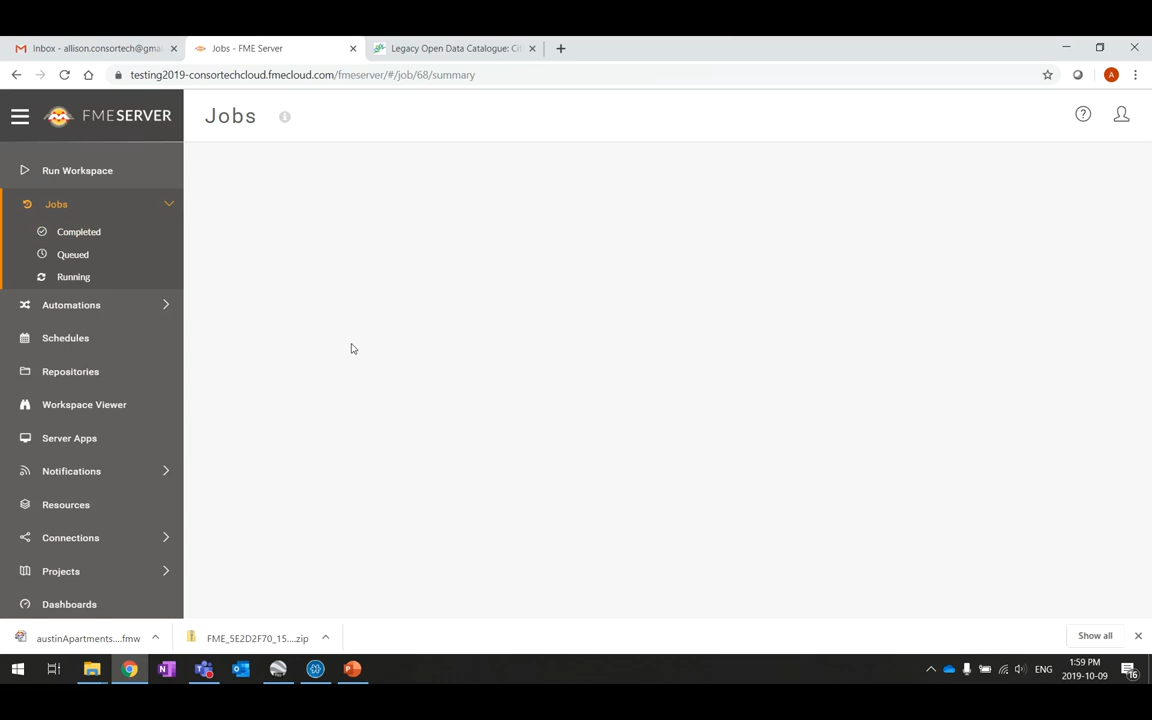 Inbox - allison.consortech@gma
Jobs - FME Server
Legacy Open Data Catalogue: Ci
testing2019-consortechcloud.fmecloud.com/fmeserver/#/job/68/summary
A
FMESERVER
Jobs
Run Workspace
Jobs
Completed
Queued
Running
Automations
Schedules
Repositories
Workspace Viewer
Server Apps
Notifications
Resources
Connections
Projects
Dashboards
austinApartments....fmw
FME_5E2D2F70_15....zip
Show all
ENG
1:59 PM
2019-10-09
16